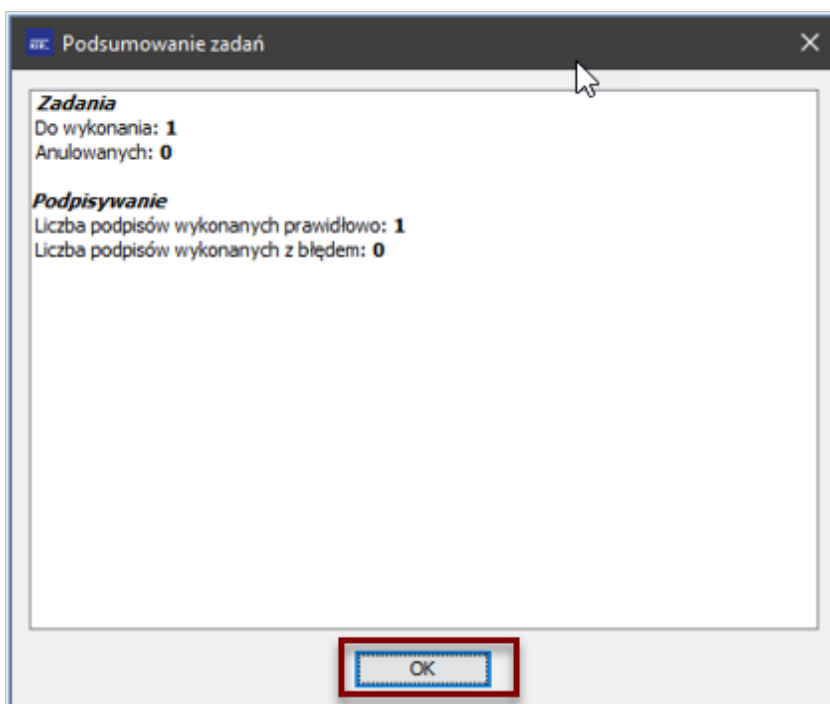 Podsumowanie zadań
Zadania
Do wykonania: 1
Anulowanych: 0
Podpisywanie
Liczba podpisów wykonanych prawidłowo: 1
Liczba podpisów wykonanych z błędem: 0
OK